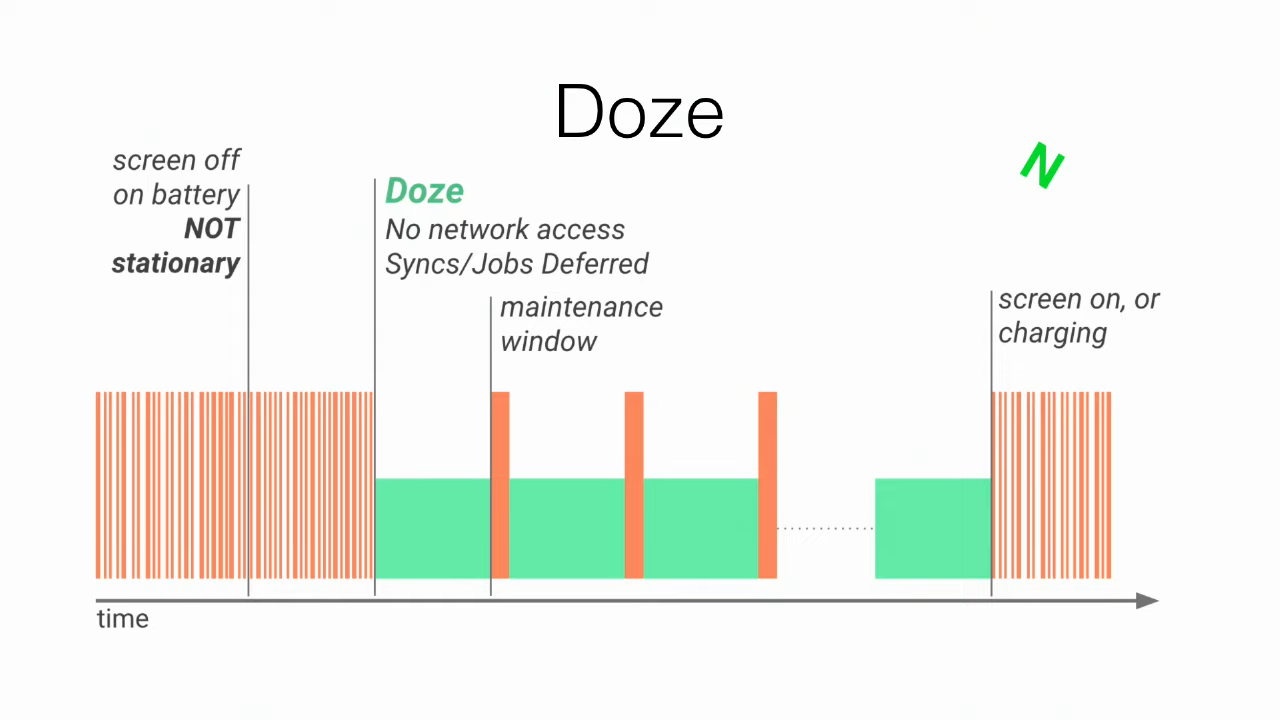 Doze
N
screen off
on battery
NOT
stationary
Doze
No network access
Syncs/Jobs Deferred
maintenance
window
screen on, or
charging
time